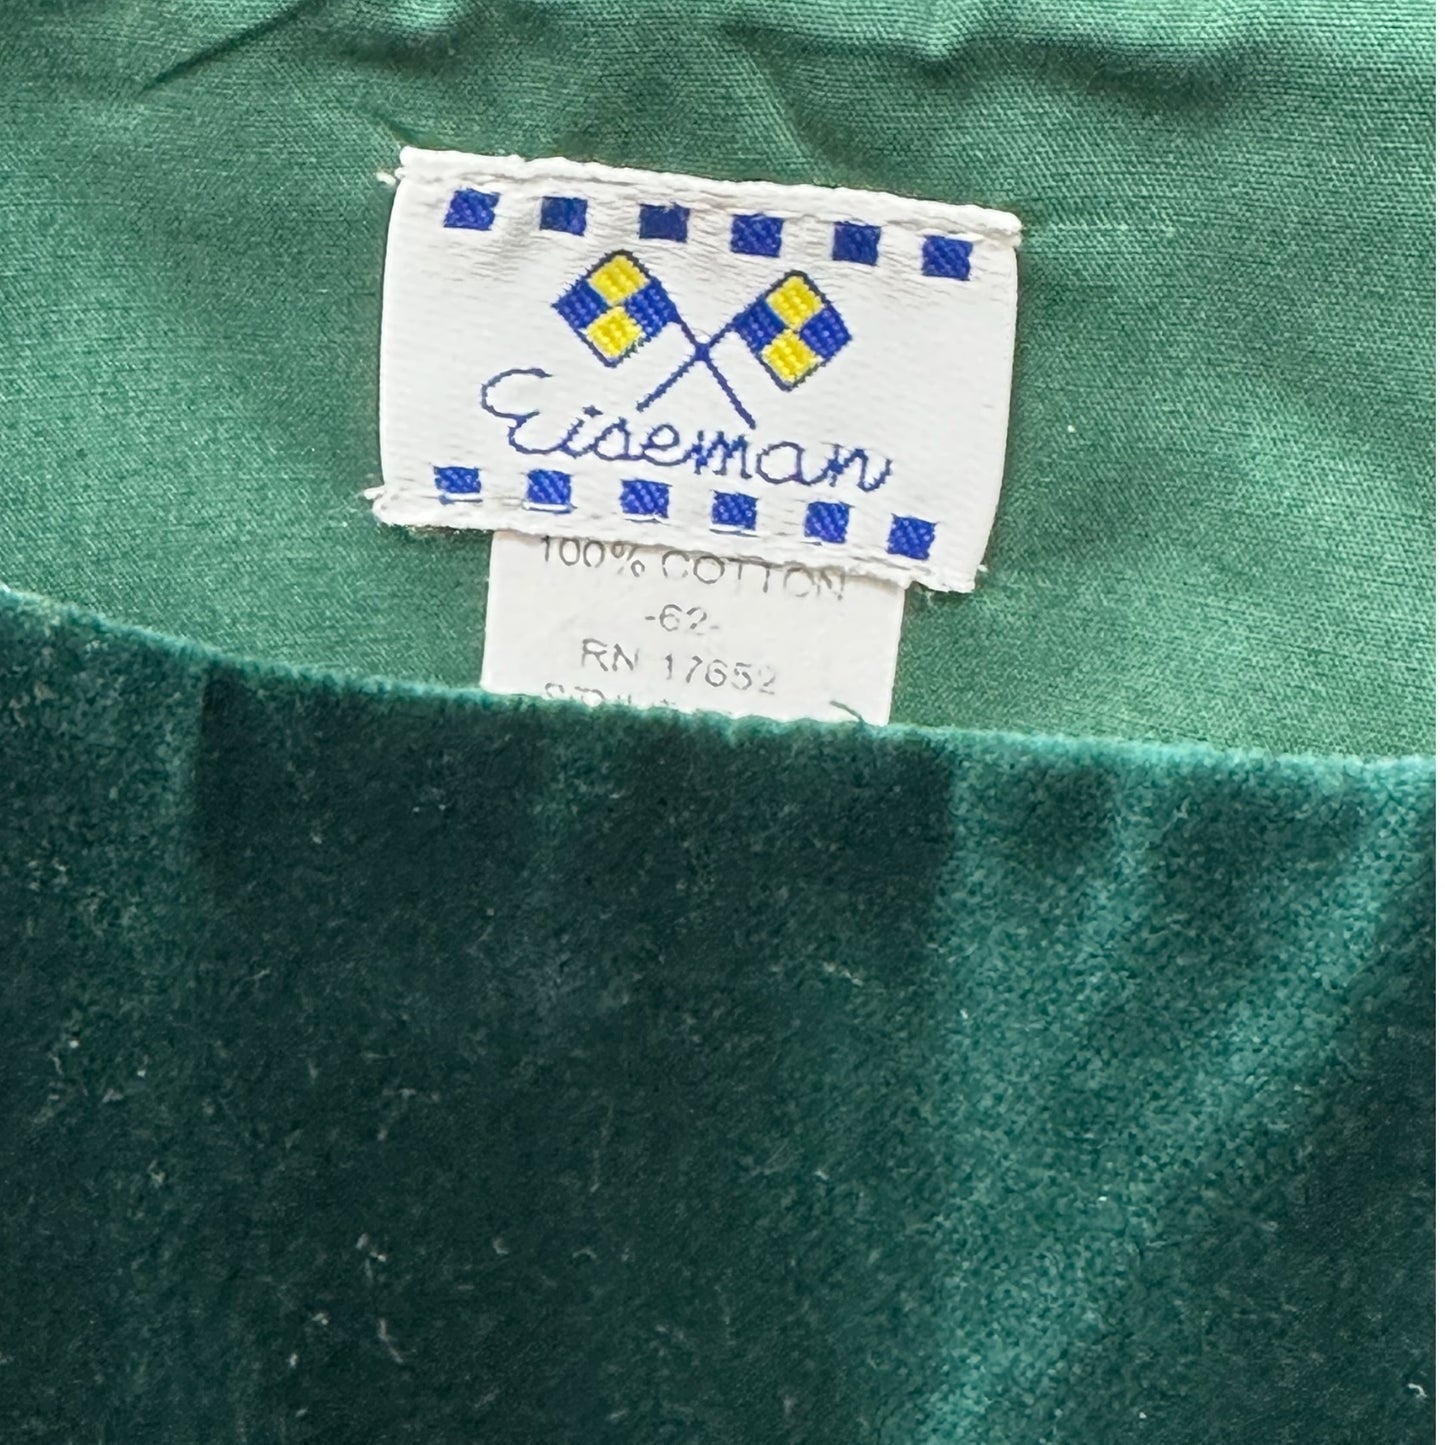 Eiseman
100% COTTON
-62-
RN 17652